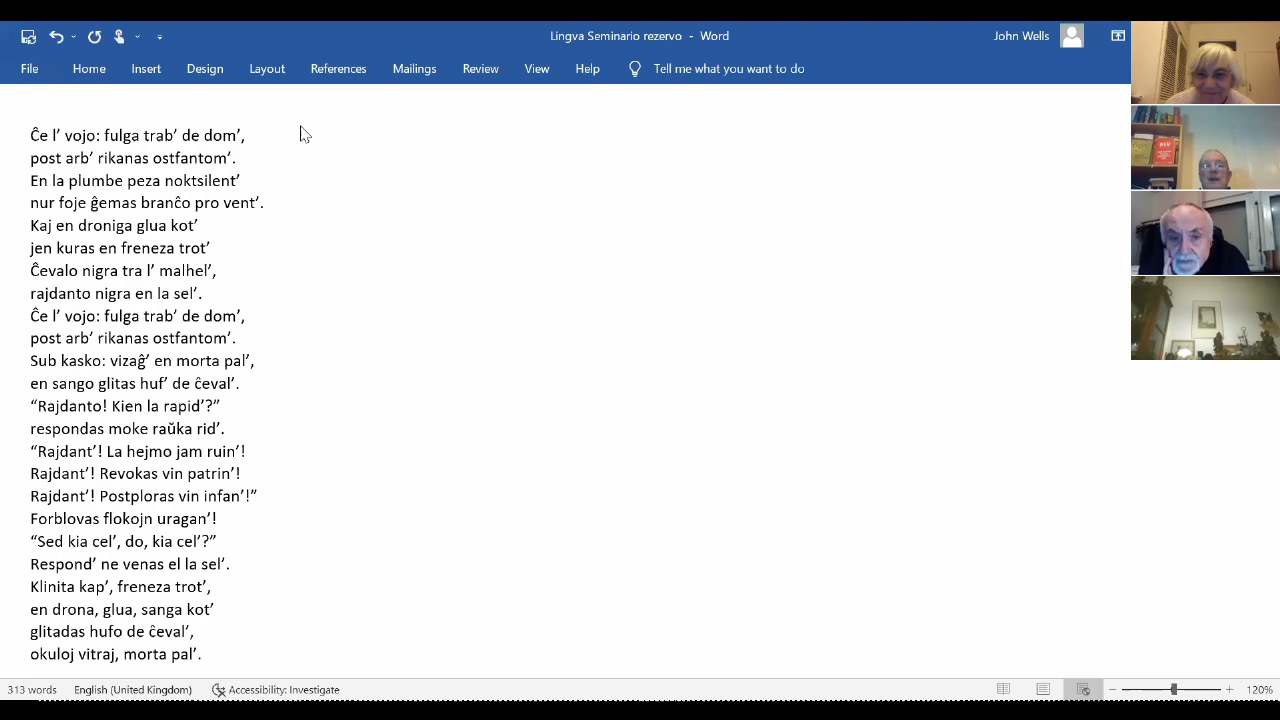 Lingva Seminario rezervo - Word
John Wells
File Home Insert Design Layout References Mailings Review View Help Tell me what you want to do
Ĉe l’ vojo: fulga trab’ de dom’,
post arb’ rikanas ostfantom’.
En la plumbe peza noktsilent’
nur foje ĝemas branĉo pro vent’.
Kaj en droniga glua kot’
jen kuras en freneza trot’
Ĉevalo nigra tra l’ malhel’,
rajdanto nigra en la sel’.
Ĉe l’ vojo: fulga trab’ de dom’,
post arb’ rikanas ostfantom’.
Sub kasko: vizaĝ’ en morta pal’,
en sango glitas huf’ de ĉeval’.
“Rajdanto! Kien la rapid’?”
respondas moke raŭka rid’.
“Rajdant’! La hejmo jam ruin’!
Rajdant’! Revokas vin patrin’!
Rajdant’! Postploras vin infan’!”
Forblovas flokojn uragan’!
“Sed kia cel’, do, kia cel’?”
Respond’ ne venas el la sel’.
Klinita kap’, freneza trot’,
en drona, glua, sanga kot’
glitadas hufo de ĉeval’,
okuloj vitraj, morta pal’.
313 words English (United Kingdom) Accessibility: Investigate 120%
PIV